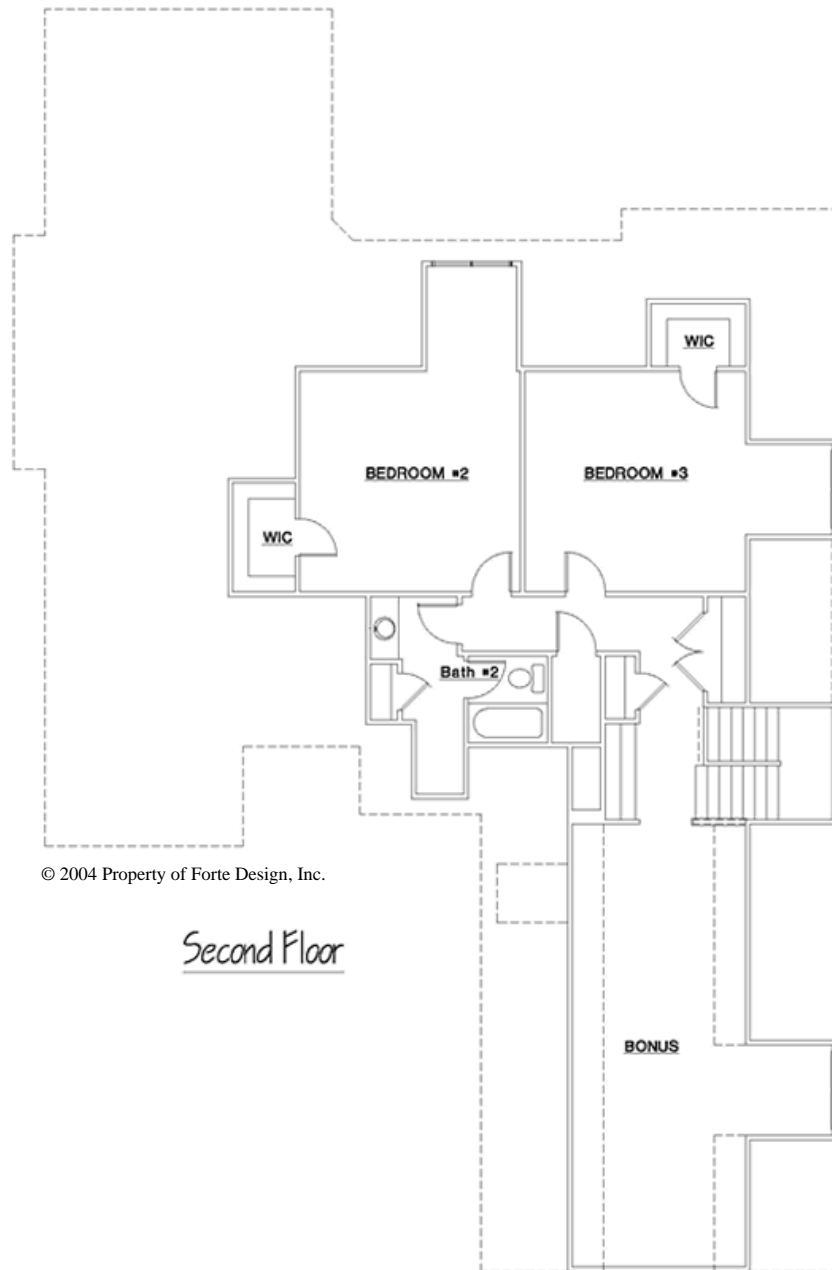 WIC
BEDROOM #2
BEDROOM #3
WIC
Bath #2
© 2004 Property of Forte Design, Inc.
Second Floor
BONUS